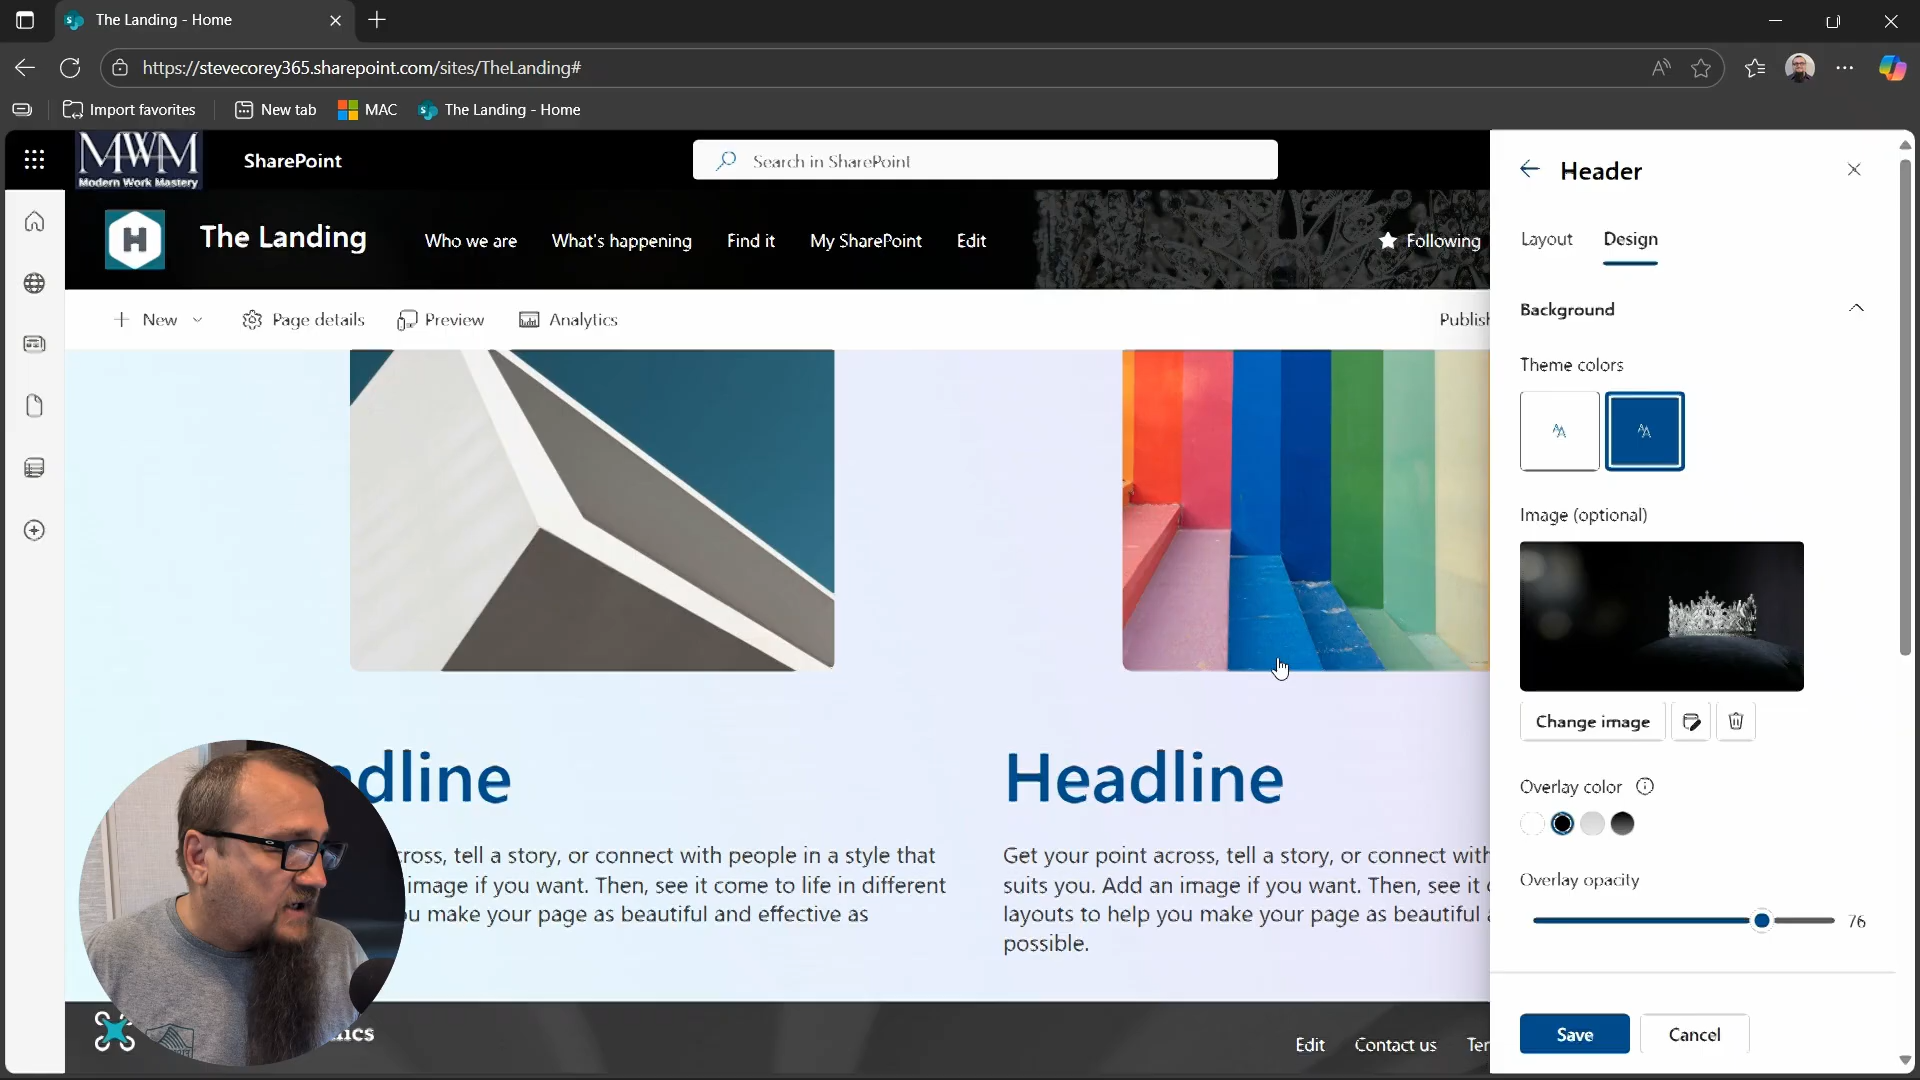 The Landing - Home
https://stevecorey365.sharepoint.com/sites/TheLanding#
Import favorites
New tab
MAC
The Landing - Home
MWM
Modern Work Mastery
SharePoint
Search in SharePoint
H
The Landing
Who we are
What's happening
Find it
My SharePoint
Edit
Following
New
Page details
Preview
Analytics
Publish
Header
Layout
Design
Background
Theme colors
Image (optional)
Change image
Overlay color
Overlay opacity
76
Save
Cancel
adline
cross, tell a story, or connect with people in a style that
image if you want. Then, see it come to life in different
u make your page as beautiful and effective as
Headline
Get your point across, tell a story, or connect with
suits you. Add an image if you want. Then, see it
layouts to help you make your page as beautiful
possible.
Edit
Contact us